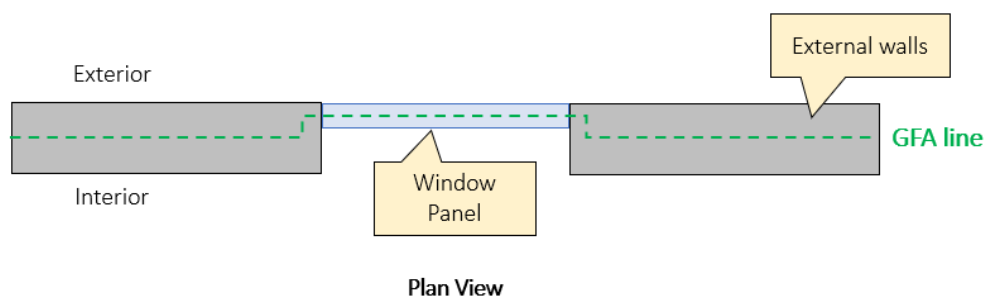 External walls
Exterior
GFA line
Interior
Window
Panel
Plan View